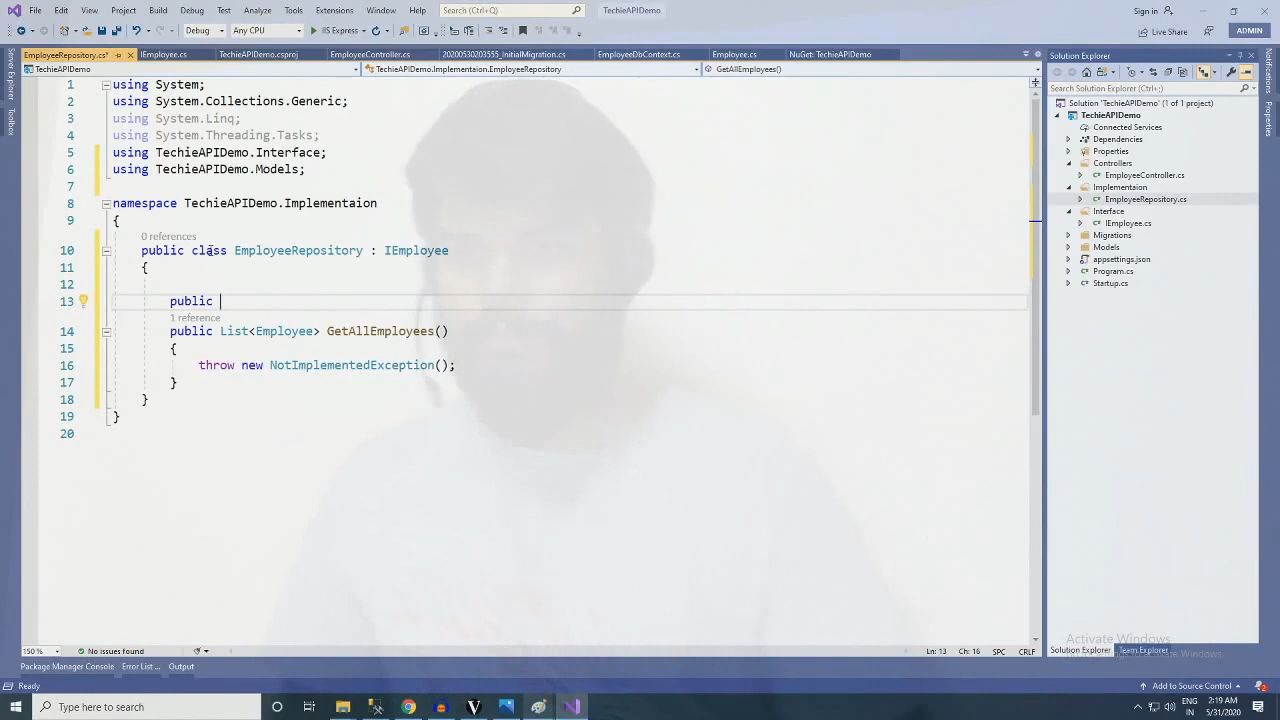 File Edit View Project Build Debug Test Analyze Tools Extensions Window Help Search (Ctrl+Q) TechieAPIDemo Sign in
Debug Any CPU IIS Express Live Share ADMIN
EmployeeRepository.cs* IEmployee.cs TechieAPIDemo.csproj EmployeeController.cs 20200530203555_InitialMigration.cs EmployeeDbContext.cs Employee.cs NuGet: TechieAPIDemo
TechieAPIDemo TechieAPIDemo.Implementaion.EmployeeRepository GetAllEmployees()
Server Explorer
Toolbox
1 using System;
2 using System.Collections.Generic;
3 using System.Linq;
4 using System.Threading.Tasks;
5 using TechieAPIDemo.Interface;
6 using TechieAPIDemo.Models;
7
8 namespace TechieAPIDemo.Implementaion
9 {
0 references
10 public class EmployeeRepository : IEmployee
11 {
12
13 public
1 reference
14 public List<Employee> GetAllEmployees()
15 {
16 throw new NotImplementedException();
17 }
18 }
19 }
20
150 % No issues found Ln: 13 Ch: 16 SPC CRLF
Package Manager Console Error List ... Output
Solution Explorer
Search Solution Explorer (Ctrl+;)
Solution 'TechieAPIDemo' (1 of 1 project)
TechieAPIDemo
Connected Services
Dependencies
Properties
Controllers
EmployeeController.cs
Implementaion
EmployeeRepository.cs
Interface
IEmployee.cs
Migrations
Models
appsettings.json
Program.cs
Startup.cs
Notifications
Properties
Activate Windows
Solution Explorer Team Explorer
Ready Add to Source Control 2
Type here to search ENG IN 2:19 AM 5/31/2020